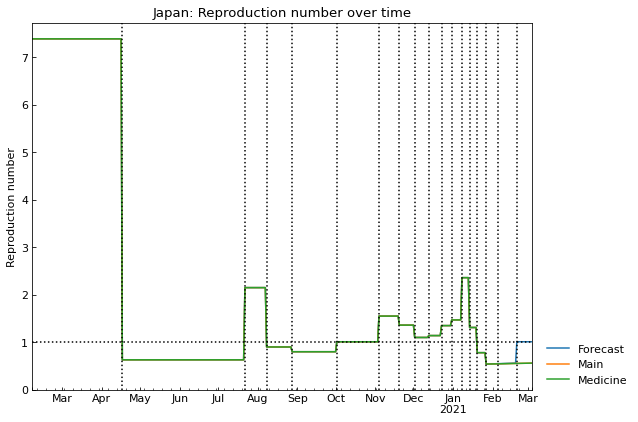 Japan: Reproduction number over time
Reproduction number
7
6
5
4
3
2
1
0
Mar Apr May Jun Jul Aug Sep Oct Nov Dec Jan Feb Mar
2021
Forecast
Main
Medicine